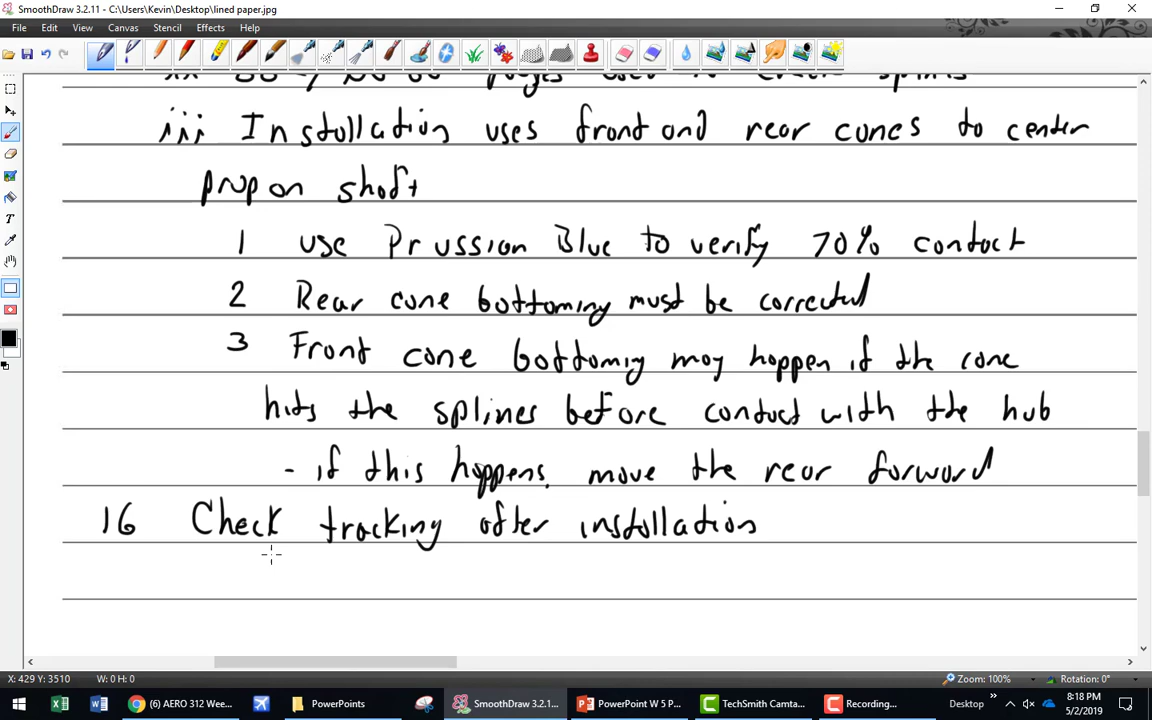 SmoothDraw 3.2.11 - C:\Users\Kevin\Desktop\lined paper.jpg
File Edit View Canvas Stencil Effects Help
iii Installation uses front and rear cones to center
prop on shaft
1 use Prussian Blue to verify 70% contact
2 Rear cone bottoming must be corrected
3 Front cone bottomiy may happen if the cone
hits the splines before contact with the hub
- if this happens, move the rear forward
16 Check tracking after installation
X: 429 Y: 3510 W: 0 H: 0 Zoom: 100% Rotation: 0°
AERO 312 Wee... PowerPoints SmoothDraw 3.2.1... PowerPoint W 5 P... TechSmith Camta... Recording... Desktop 8:18 PM
5/2/2019